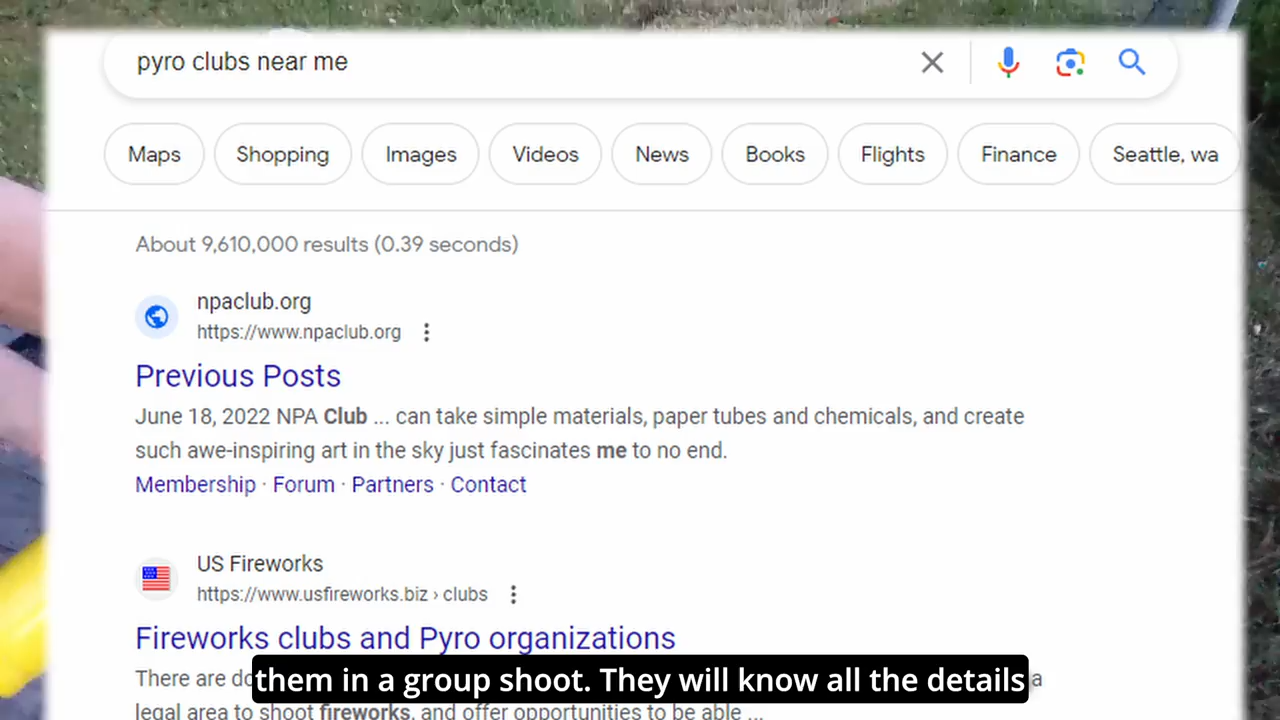 pyro clubs near me
Maps Shopping Images Videos News Books Flights Finance Seattle, wa
About 9,610,000 results (0.39 seconds)
npaclub.org
https://www.npaclub.org
Previous Posts
June 18, 2022 NPA Club ... can take simple materials, paper tubes and chemicals, and create
such awe-inspiring art in the sky just fascinates me to no end.
Membership · Forum · Partners · Contact
US Fireworks
https://www.usfireworks.biz › clubs
Fireworks clubs and Pyro organizations
There are a
them in a group shoot. They will know all the details
legal area to shoot fireworks, and offer opportunities to be able ...